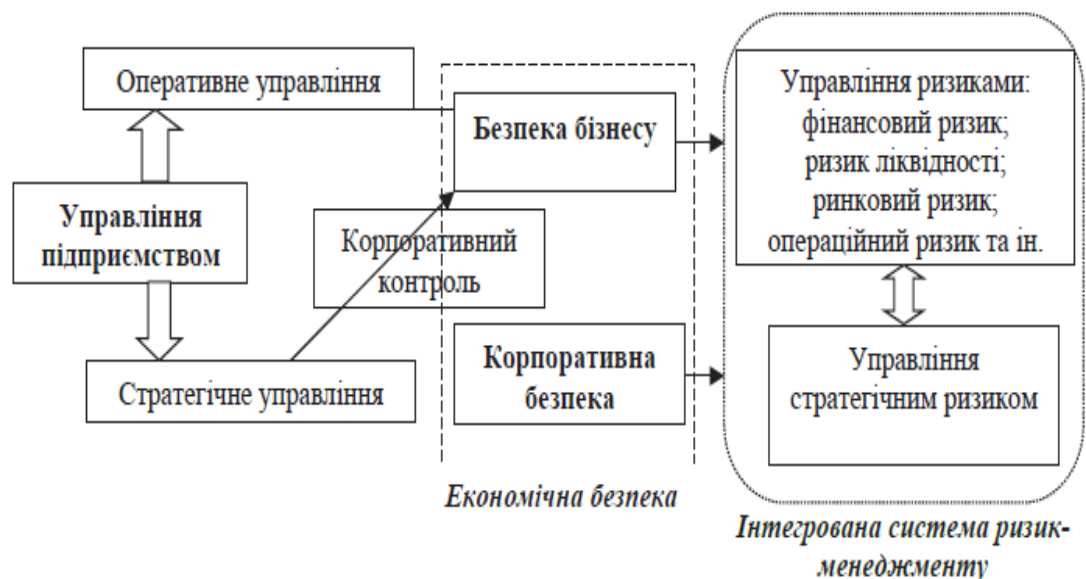 Оперативне управління
Управління
підприємством
Стратегічне управління
Корпоративний
контроль
Безпека бізнесу
Корпоративна
безпека
Економічна безпека
Управління ризиками:
фінансовий ризик;
ризик ліквідності;
ринковий ризик;
операційний ризик та ін.
Управління
стратегічним ризиком
Інтегрована система ризик-
менеджменту